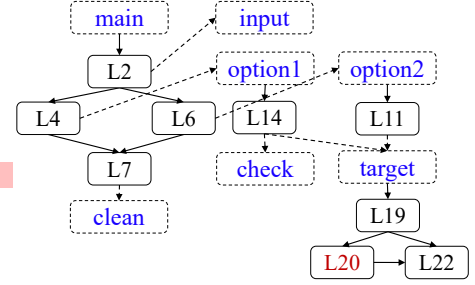 main
input
L2
option1
option2
L4
L6
L14
L11
L7
check
target
clean
L19
L20
L22